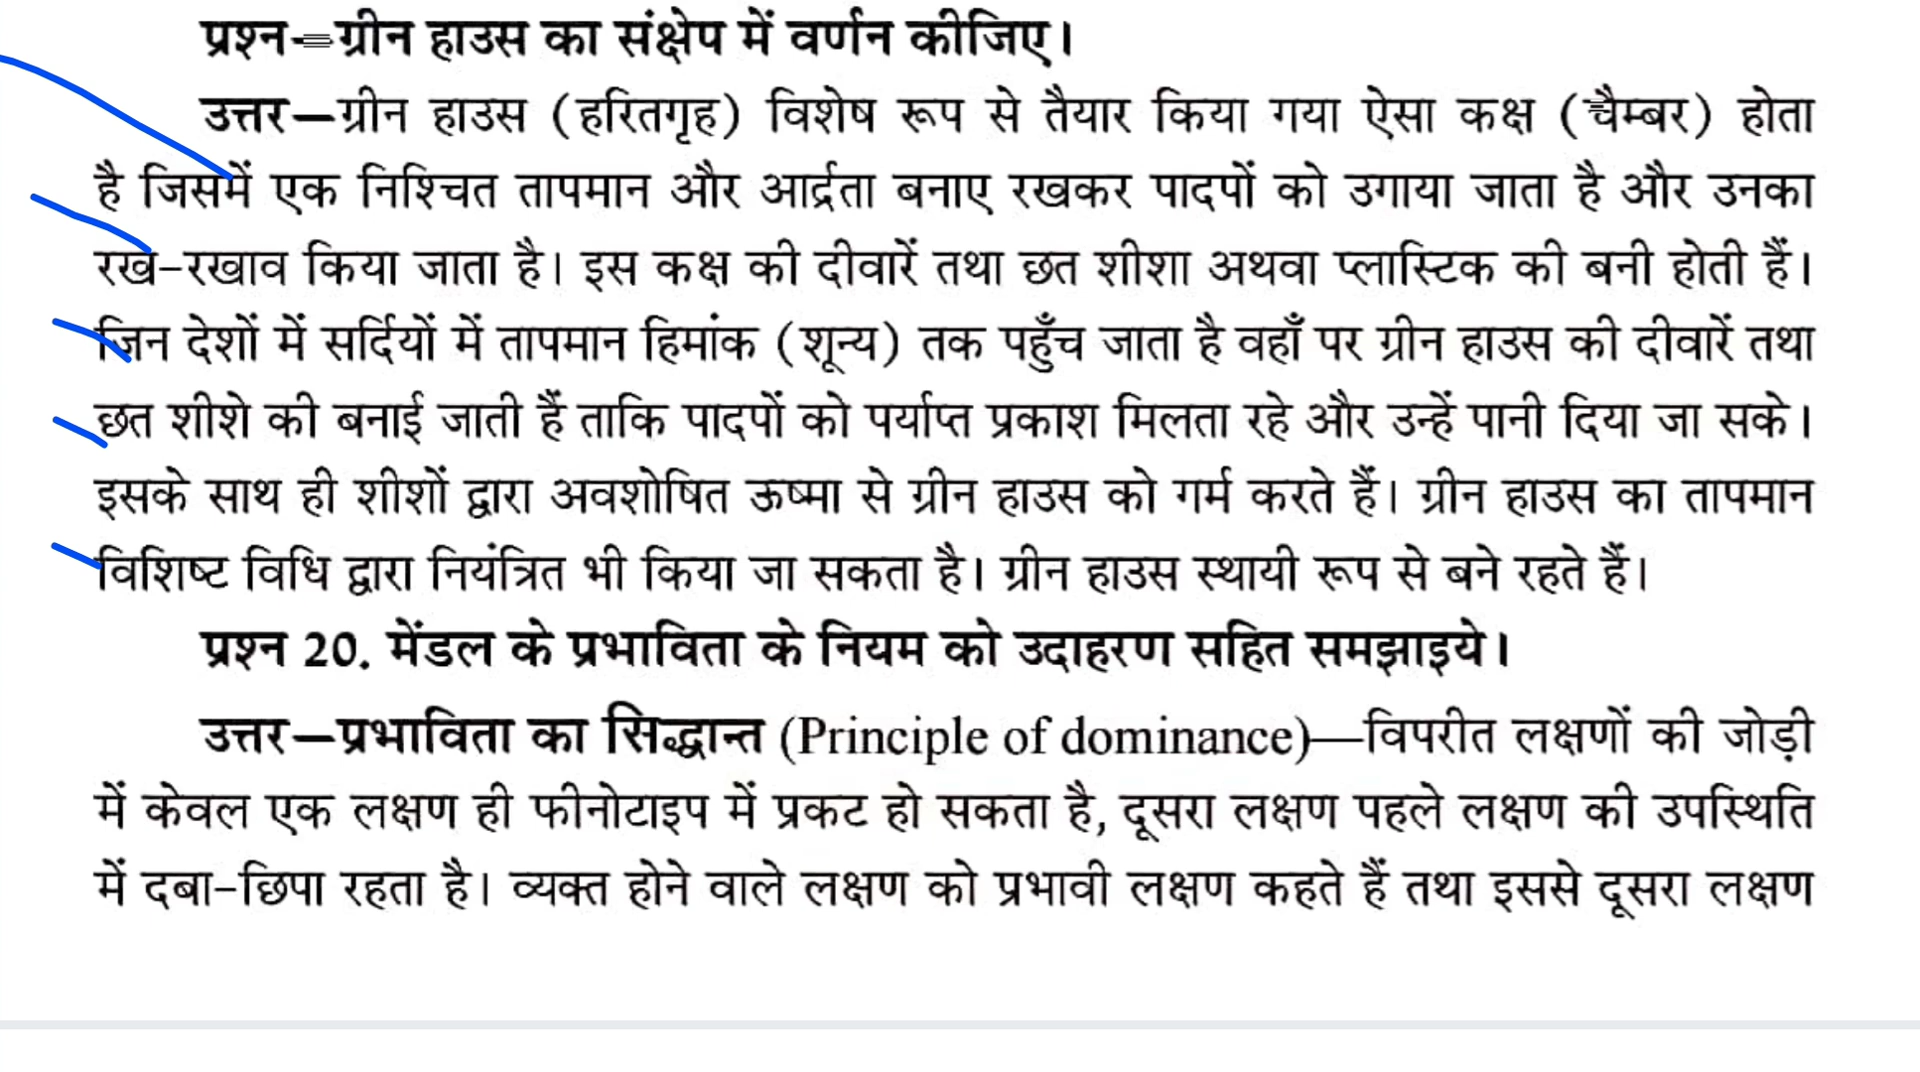 प्रश्न—ग्रीन हाउस का संक्षेप में वर्णन कीजिए।
उत्तर—ग्रीन हाउस (हरितगृह) विशेष रूप से तैयार किया गया ऐसा कक्ष (चैम्बर) होता
है जिसमें एक निश्चित तापमान और आर्द्रता बनाए रखकर पादपों को उगाया जाता है और उनका
रख-रखाव किया जाता है। इस कक्ष की दीवारें तथा छत शीशा अथवा प्लास्टिक की बनी होती हैं।
जिन देशों में सर्दियों में तापमान हिमांक (शून्य) तक पहुँच जाता है वहाँ पर ग्रीन हाउस की दीवारें तथा
छत शीशे की बनाई जाती हैं ताकि पादपों को पर्याप्त प्रकाश मिलता रहे और उन्हें पानी दिया जा सके।
इसके साथ ही शीशों द्वारा अवशोषित ऊष्मा से ग्रीन हाउस को गर्म करते हैं। ग्रीन हाउस का तापमान
विशिष्ट विधि द्वारा नियंत्रित भी किया जा सकता है। ग्रीन हाउस स्थायी रूप से बने रहते हैं।
प्रश्न 20. मेंडल के प्रभाविता के नियम को उदाहरण सहित समझाइये।
उत्तर—प्रभाविता का सिद्धान्त (Principle of dominance)—विपरीत लक्षणों की जोड़ी
में केवल एक लक्षण ही फीनोटाइप में प्रकट हो सकता है, दूसरा लक्षण पहले लक्षण की उपस्थिति
में दबा-छिपा रहता है। व्यक्त होने वाले लक्षण को प्रभावी लक्षण कहते हैं तथा इससे दूसरा लक्षण